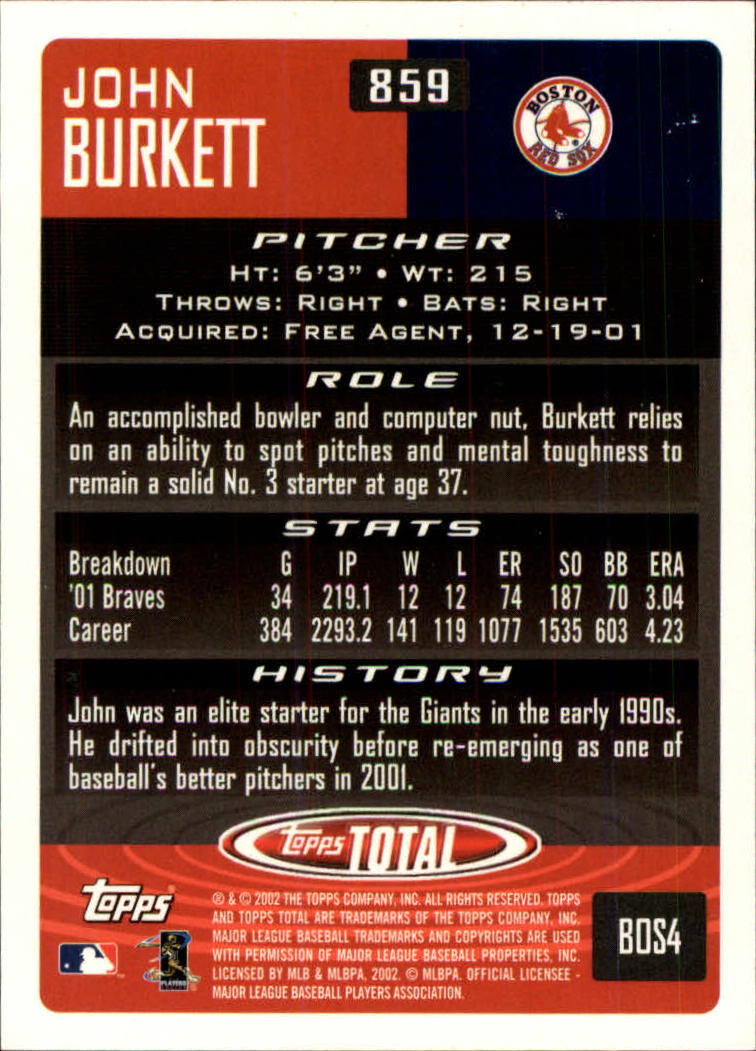 JOHN
BURKETT
859
BOSTON
RED SOX
PITCHER
HT: 6'3" • WT: 215
THROWS: RIGHT • BATS: RIGHT
ACQUIRED: FREE AGENT, 12-19-01
ROLE
An accomplished bowler and computer nut, Burkett relies
on an ability to spot pitches and mental toughness to
remain a solid No. 3 starter at age 37.
STATS
Breakdown G IP W L ER SO BB ERA
'01 Braves 34 219.1 12 12 74 187 70 3.04
Career 384 2293.2 141 119 1077 1535 603 4.23
HISTORY
John was an elite starter for the Giants in the early 1990s.
He drifted into obscurity before re-emerging as one of
baseball's better pitchers in 2001.
topps TOTAL
topps
® & © 2002 THE TOPPS COMPANY, INC. ALL RIGHTS RESERVED. TOPPS
AND TOPPS TOTAL ARE TRADEMARKS OF THE TOPPS COMPANY, INC.
MAJOR LEAGUE BASEBALL TRADEMARKS AND COPYRIGHTS ARE USED
WITH PERMISSION OF MAJOR LEAGUE BASEBALL PROPERTIES, INC.
LICENSED BY MLB & MLBPA, 2002. © MLBPA. OFFICIAL LICENSEE -
MAJOR LEAGUE BASEBALL PLAYERS ASSOCIATION.
PLAYERS
BOS4